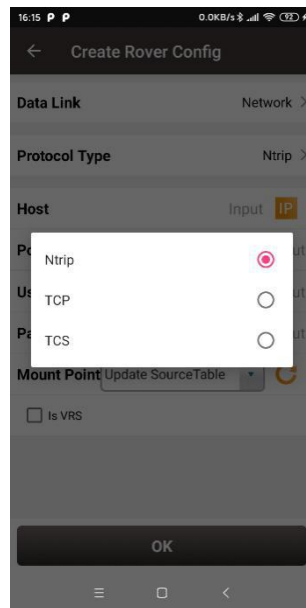 16:15 P P 0.0KB/s 92
Create Rover Config
Data Link Network
Protocol Type Ntrip
Host Input IP
Ntrip
TCP
TCS
Mount Point Update SourceTable
Is VRS
OK